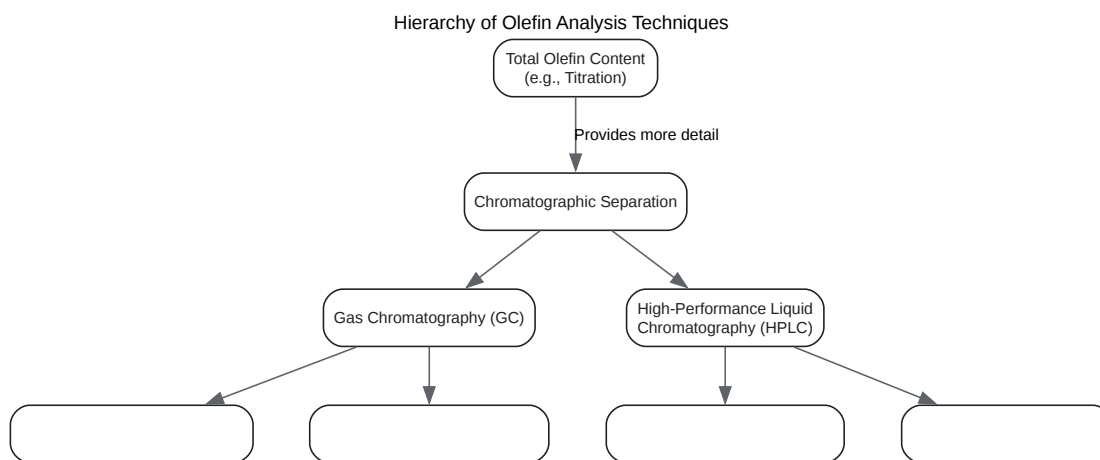 Hierarchy of Olefin Analysis Techniques
Total Olefin Content
(e.g., Titration)
Provides more detail
Chromatographic Separation
Gas Chromatography (GC)
High-Performance Liquid
Chromatography (HPLC)